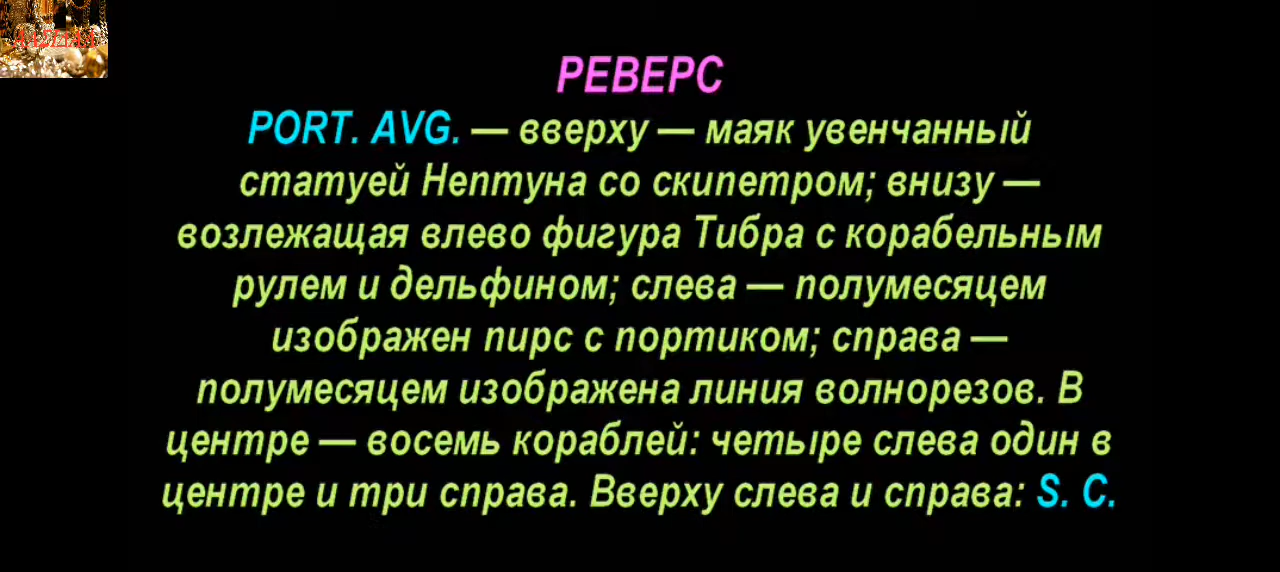 РЕВЕРС
PORT. AVG. — вверху — маяк увенчанный
статуей Нептуна со скипетром; внизу —
возлежащая влево фигура Тибра с корабельным
рулем и дельфином; слева — полумесяцем
изображен пирс с портиком; справа —
полумесяцем изображена линия волнорезов. В
центре — восемь кораблей: четыре слева один в
центре и три справа. Вверху слева и справа: S. C.